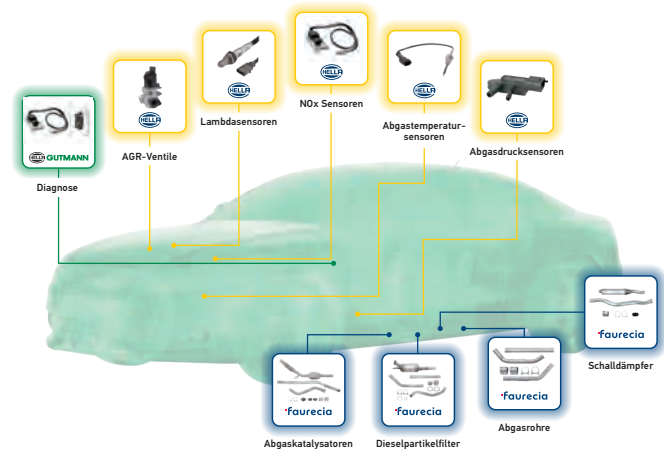 HELLA
NOx Sensoren
HELLA
Lambdasensoren
HELLA
Abgastemperatur-
sensoren
HELLA
AGR-Ventile
HELLA
Abgasdrucksensoren
HELLA GUTMANN
Diagnose
faurecia
Schalldämpfer
faurecia
Abgaskatalysatoren
faurecia
Dieselpartikelfilter
faurecia
Abgasrohre